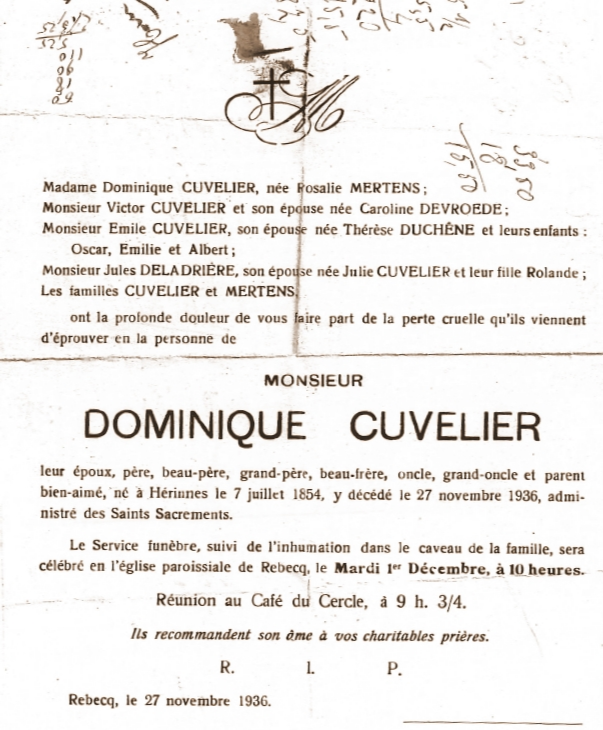 33,50
18,
15,50
Madame Dominique CUVELIER, née Rosalie MERTENS ;
Monsieur Victor CUVELIER et son épouse née Caroline DEVROEDE ;
Monsieur Emile CUVELIER, son épouse née Thérèse DUCHÊNE et leurs enfants :
Oscar, Emilie et Albert ;
Monsieur Jules DELADRIÈRE, son épouse née Julie CUVELIER et leur fille Rolande ;
Les familles CUVELIER et MERTENS,
ont la profonde douleur de vous faire part de la perte cruelle qu'ils viennent
d'éprouver en la personne de
MONSIEUR
DOMINIQUE CUVELIER
leur époux, père, beau-père, grand-père, beau-frère, oncle, grand-oncle et parent
bien-aimé, né à Hérinnes le 7 juillet 1854, y décédé le 27 novembre 1936, admi-
nistré des Saints Sacrements.
Le Service funèbre, suivi de l'inhumation dans le caveau de la famille, sera
célébré en l'église paroissiale de Rebecq, le Mardi 1er Décembre, à 10 heures.
Réunion au Café du Cercle, à 9 h. 3/4.
Ils recommandent son âme à vos charitables prières.
R. I. P.
Rebecq, le 27 novembre 1936.